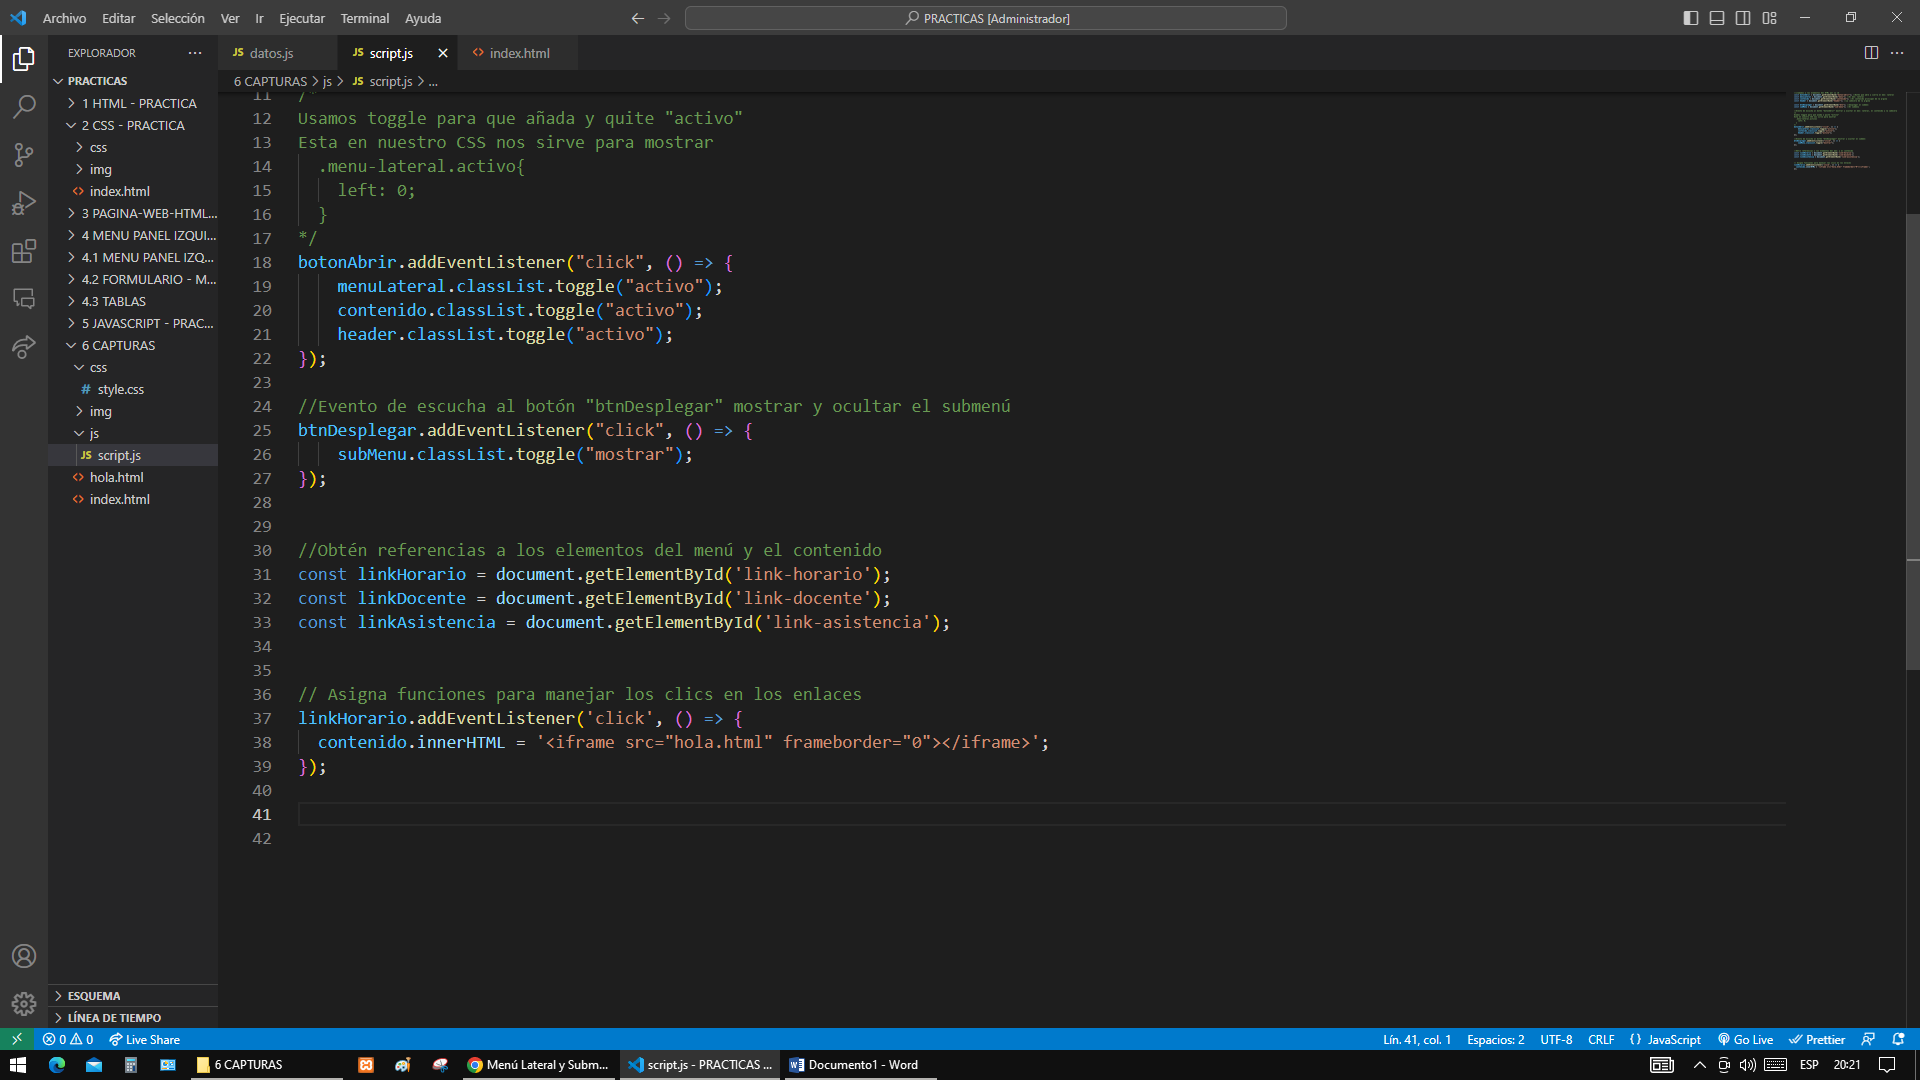 Archivo Editar Selección Ver Ir Ejecutar Terminal Ayuda
PRACTICAS [Administrador]
EXPLORADOR
PRACTICAS
1 HTML - PRACTICA
2 CSS - PRACTICA
css
img
index.html
3 PAGINA-WEB-HTML...
4 MENU PANEL IZQUI...
4.1 MENU PANEL IZQ...
4.2 FORMULARIO - M...
4.3 TABLAS
5 JAVASCRIPT - PRAC...
6 CAPTURAS
css
# style.css
img
js
JS script.js
hola.html
index.html
ESQUEMA
LÍNEA DE TIEMPO
JS datos.js
JS script.js
index.html
6 CAPTURAS > js > JS script.js > ...
11 /*
12 Usamos toggle para que añada y quite "activo"
13 Esta en nuestro CSS nos sirve para mostrar
14 .menu-lateral.activo{
15 left: 0;
16 }
17 */
18 botonAbrir.addEventListener("click", () => {
19 menuLateral.classList.toggle("activo");
20 contenido.classList.toggle("activo");
21 header.classList.toggle("activo");
22 });
23
24 //Evento de escucha al botón "btnDesplegar" mostrar y ocultar el submenú
25 btnDesplegar.addEventListener("click", () => {
26 subMenu.classList.toggle("mostrar");
27 });
28
29
30 //Obtén referencias a los elementos del menú y el contenido
31 const linkHorario = document.getElementById('link-horario');
32 const linkDocente = document.getElementById('link-docente');
33 const linkAsistencia = document.getElementById('link-asistencia');
34
35
36 // Asigna funciones para manejar los clics en los enlaces
37 linkHorario.addEventListener('click', () => {
38 contenido.innerHTML = '<iframe src="hola.html" frameborder="0"></iframe>';
39 });
40
41
42
0 0 Live Share
Lín. 41, col. 1 Espacios: 2 UTF-8 CRLF {} JavaScript Go Live Prettier
6 CAPTURAS
Menú Lateral y Subm...
script.js - PRACTICAS ...
Documento1 - Word
ESP 20:21